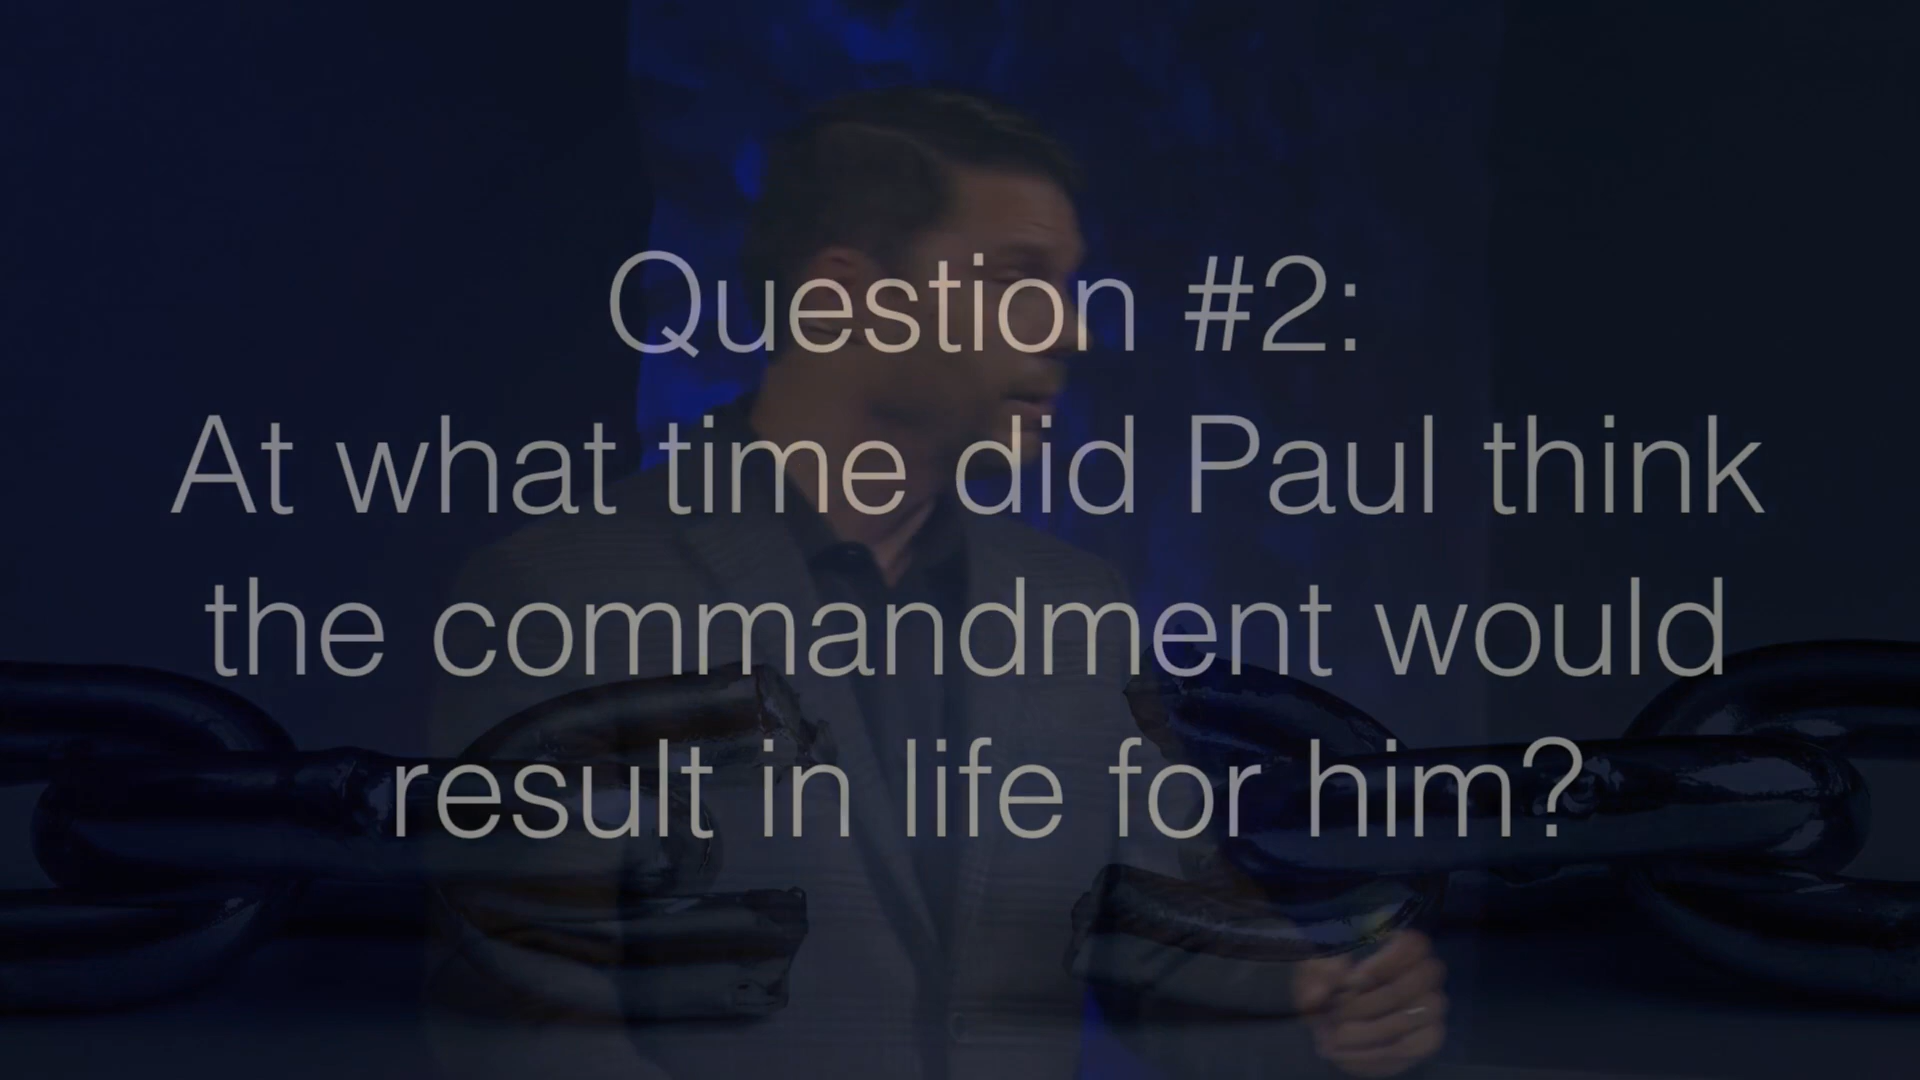 Question #2:
At what time did Paul think
the commandment would
result in life for him?